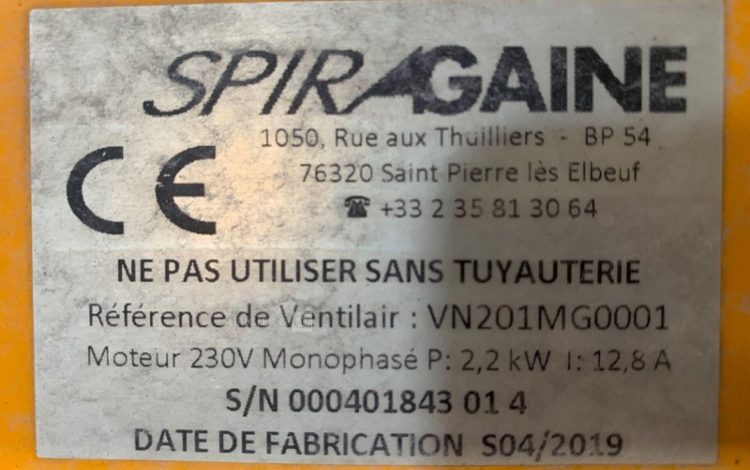 SPIRAGAINE
1050, Rue aux Thuilliers - BP 54
76320 Saint Pierre lès Elbeuf
☎ +33 2 35 81 30 64
CE
NE PAS UTILISER SANS TUYAUTERIE
Référence de Ventilair : VN201MG0001
Moteur 230V Monophasé P: 2,2 kW I: 12,8 A
S/N 000401843 01 4
DATE DE FABRICATION S04/2019